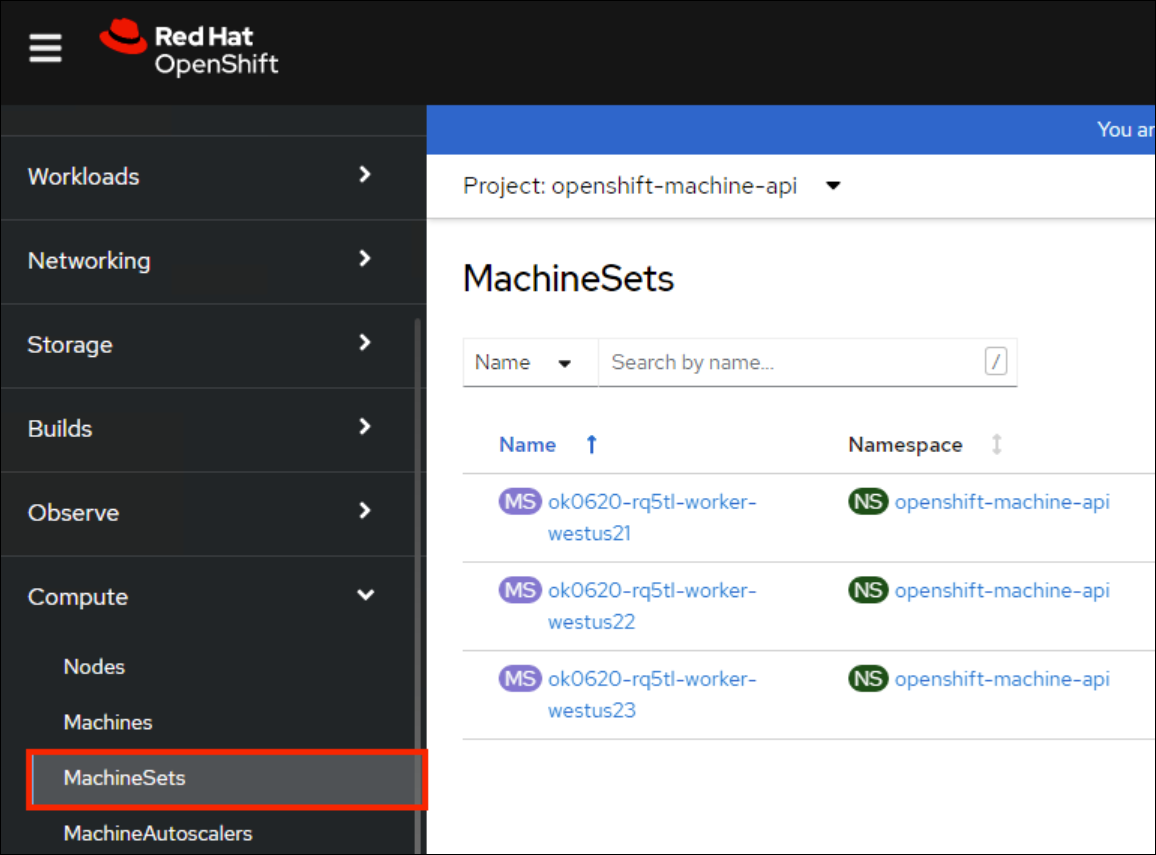 Red Hat
OpenShift
You ar
Workloads
Networking
Storage
Builds
Observe
Compute
Nodes
Machines
MachineSets
MachineAutoscalers
Project: openshift-machine-api
MachineSets
Name
Search by name...
/
Name
Namespace
MS ok0620-rq5tl-worker-
westus21
NS openshift-machine-api
MS ok0620-rq5tl-worker-
westus22
NS openshift-machine-api
MS ok0620-rq5tl-worker-
westus23
NS openshift-machine-api